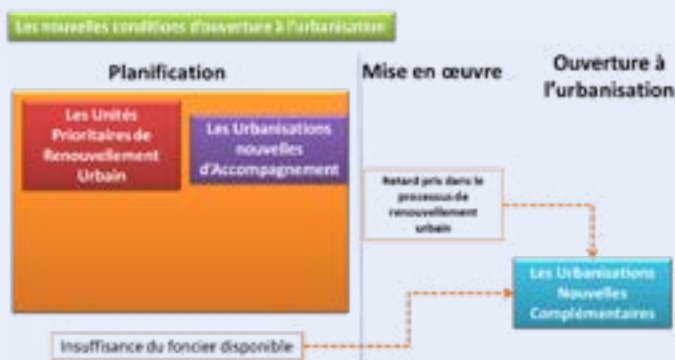 Les nouvelles conditions d'ouverture à l'urbanisation
Planification
Mise en œuvre
Ouverture à
l'urbanisation
Les Unités
Prioritaires de
Renouvellement
Urbain
Les Urbanisations
nouvelles
d'Accompagnement
Retard pris dans le
processus de
renouvellement
urbain
Les Urbanisations
Nouvelles
Complémentaires
Insuffisance du foncier disponible